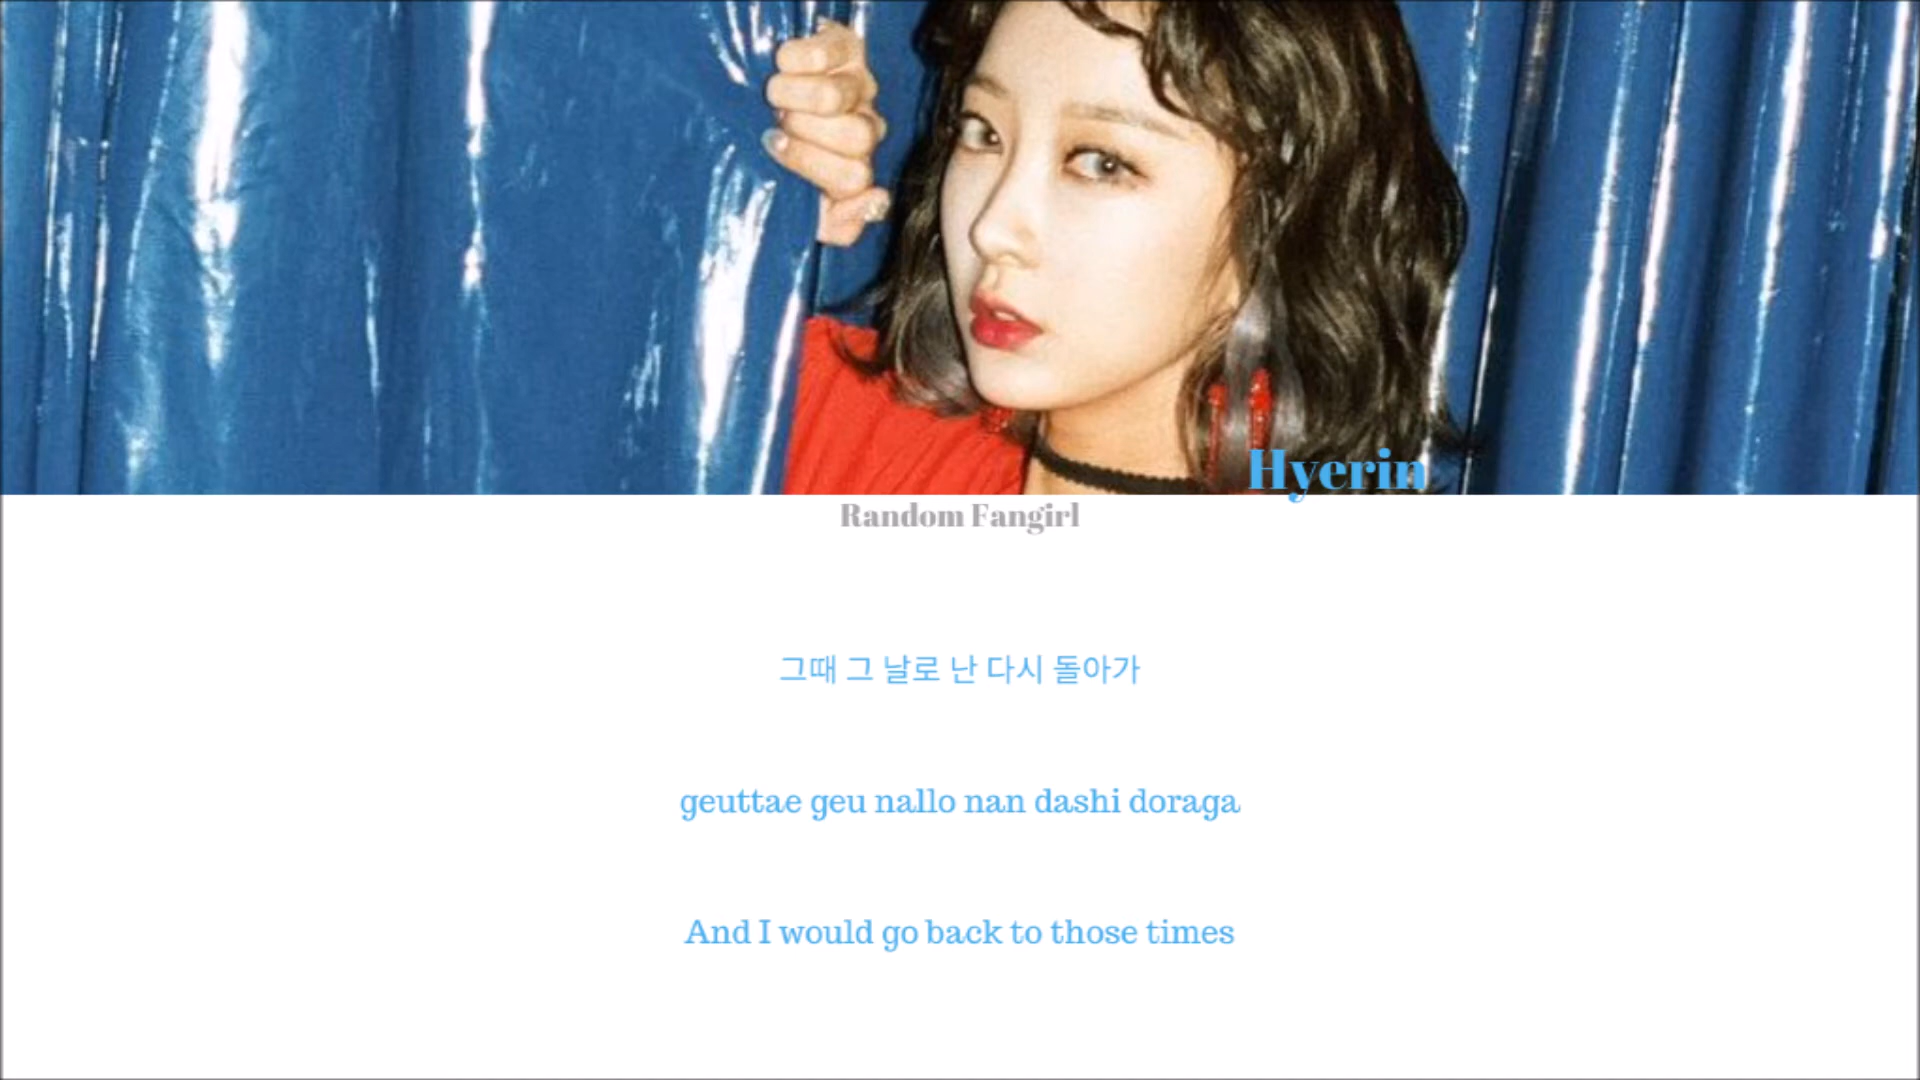 Hyerin
Random Fangirl
그때 그 날로 난 다시 돌아가
geuttae geu nallo nan dashi doraga
And I would go back to those times